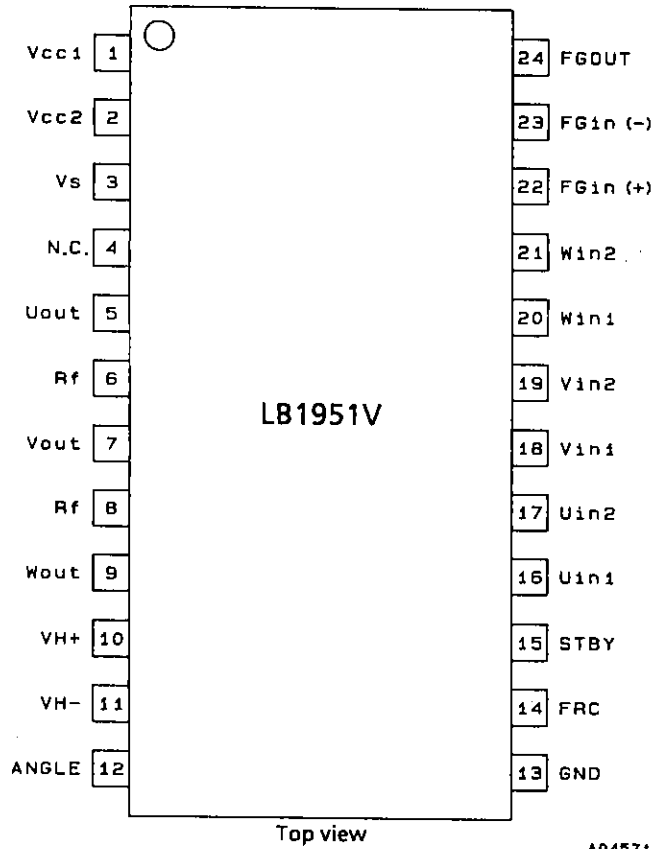 Vcc1 1
Vcc2 2
Vs 3
N.C. 4
Uout 5
Rf 6
Vout 7
Rf 8
Wout 9
VH+ 10
VH- 11
ANGLE 12
LB1951V
24 FGOUT
23 FGin (-)
22 FGin (+)
21 Win2
20 Win1
19 Vin2
18 Vin1
17 Uin2
16 Uin1
15 STBY
14 FRC
13 GND
Top view
A04571